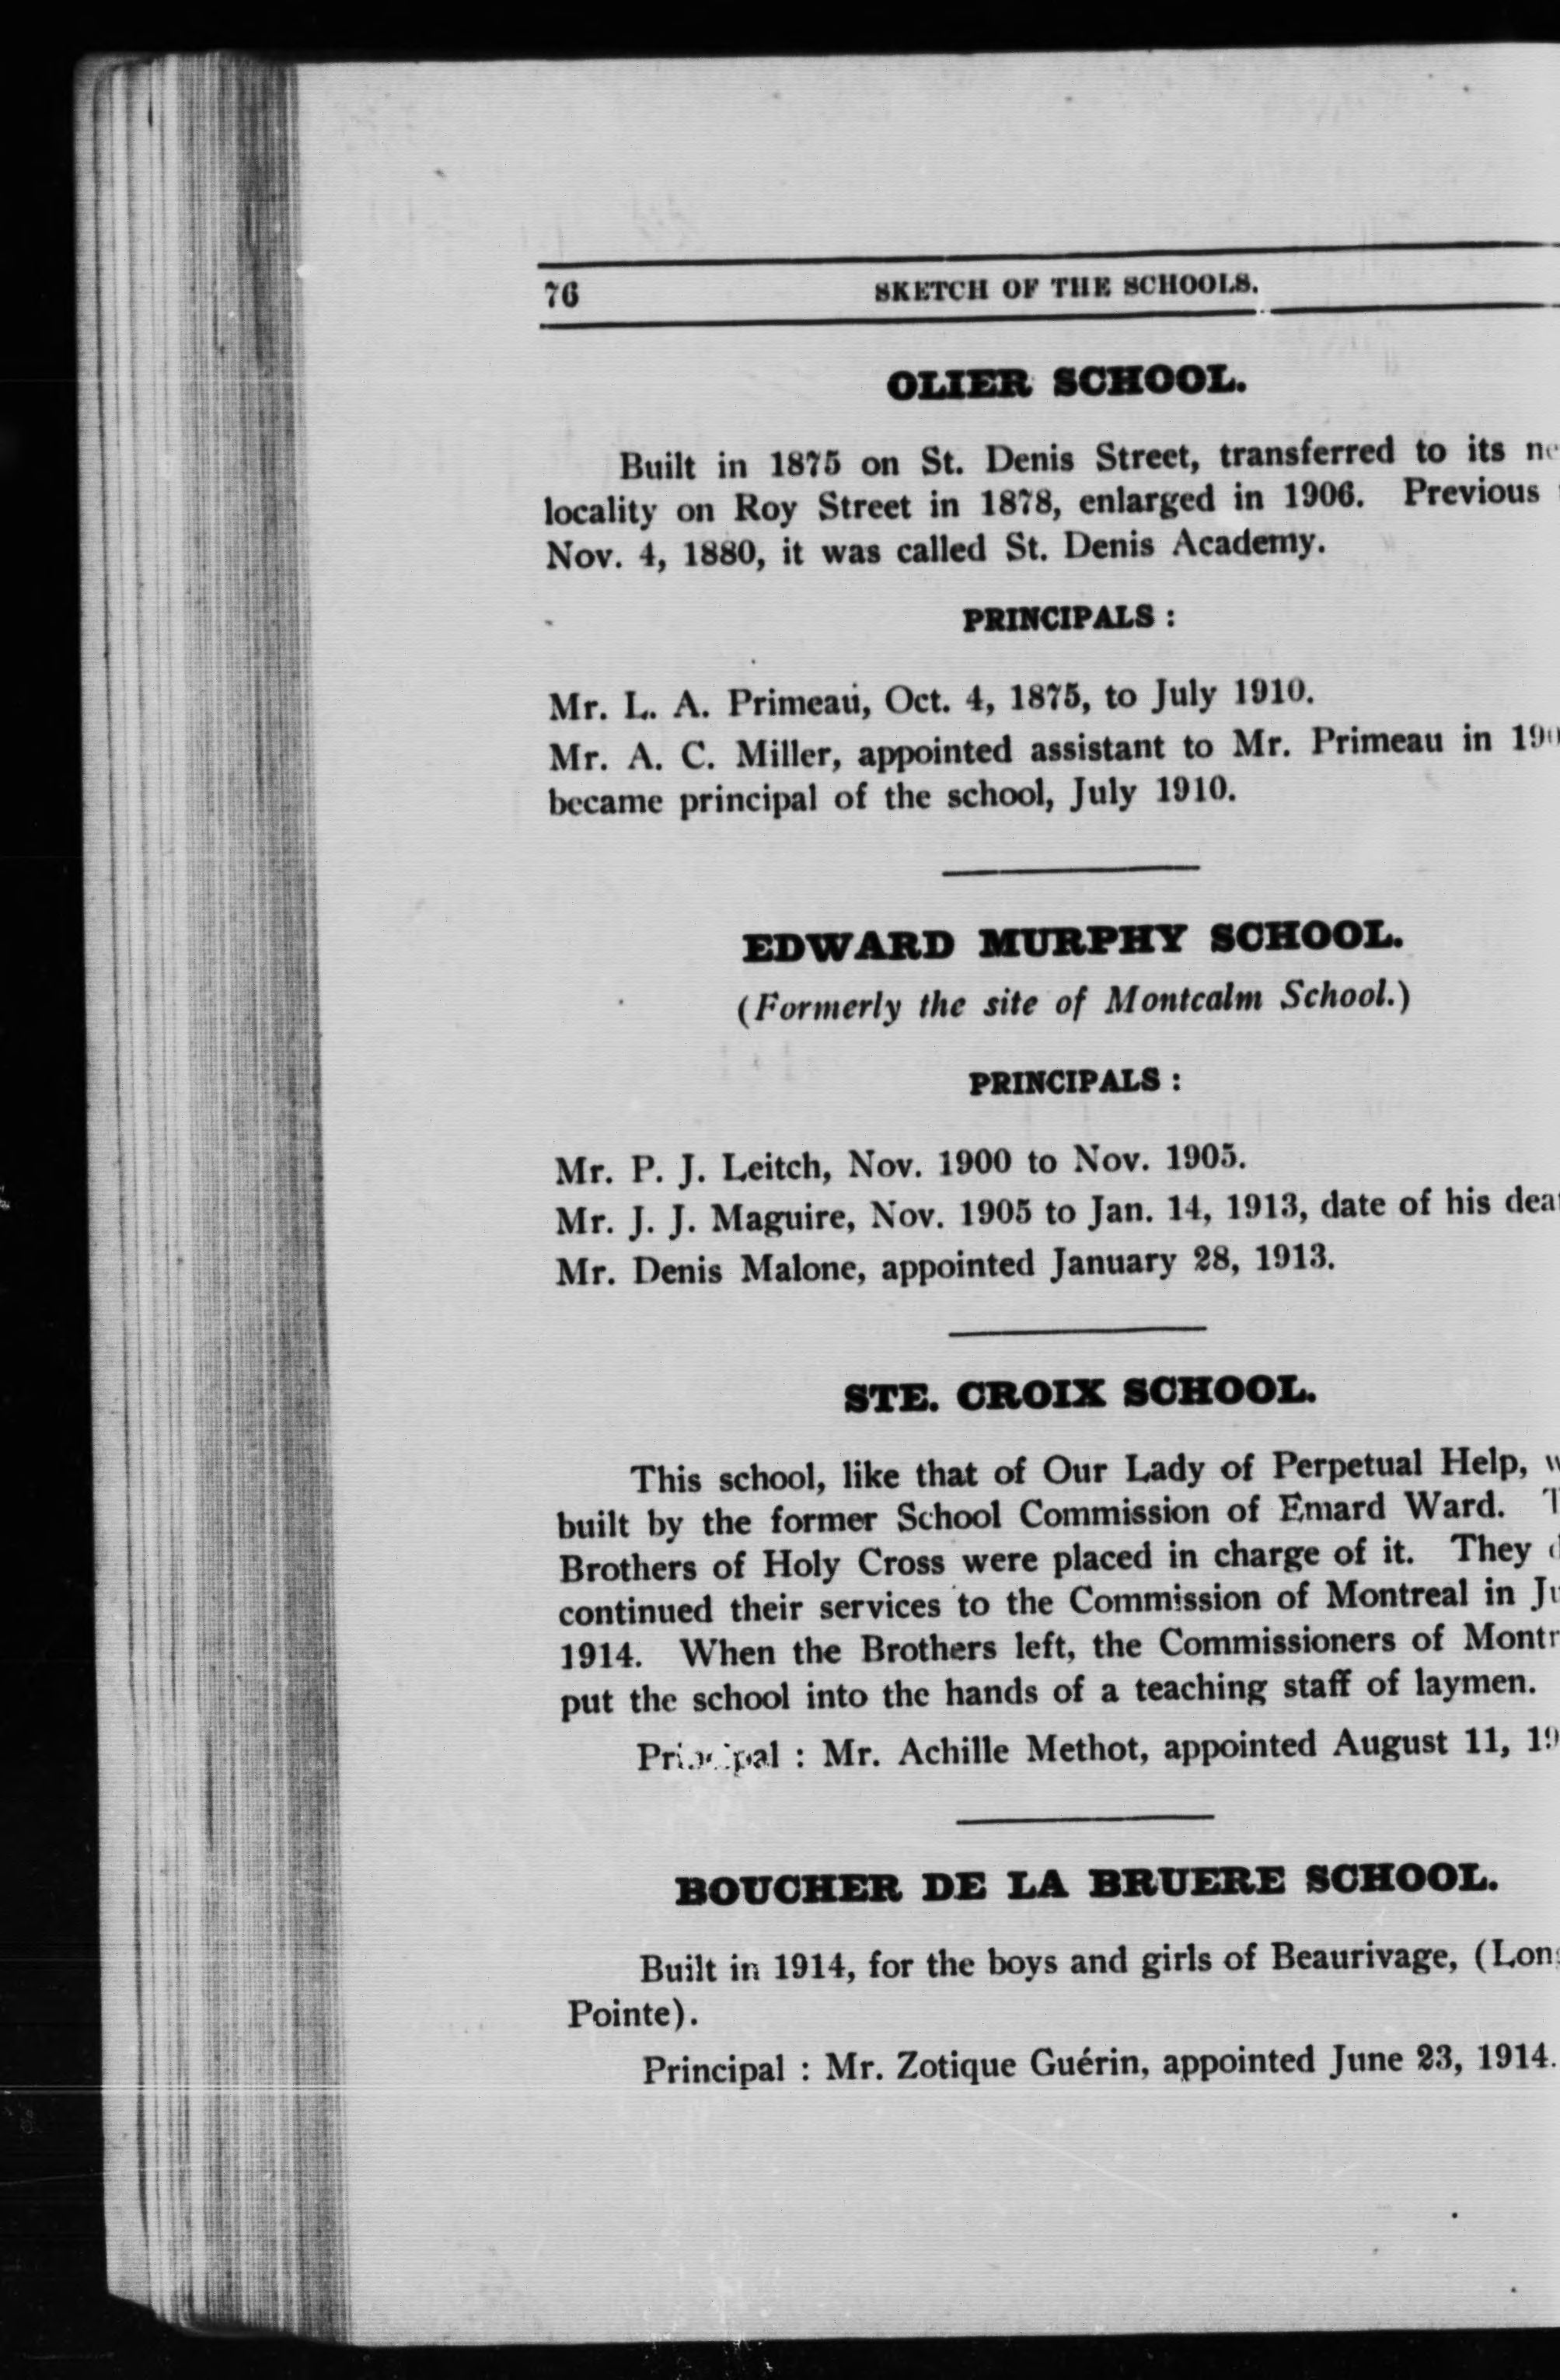 76 SKETCH OF THE SCHOOLS.
OLIER SCHOOL.
Built in 1875 on St. Denis Street, transferred to its
locality on Roy Street in 1878, enlarged in 1906. Previous
Nov. 4, 1880, it was called St. Denis Academy.
PRINCIPALS :
Mr. L. A. Primeau, Oct. 4, 1875, to July 1910.
Mr. A. C. Miller, appointed assistant to Mr. Primeau in
became principal of the school, July 1910.
EDWARD MURPHY SCHOOL.
(Formerly the site of Montcalm School.)
PRINCIPALS :
Mr. P. J. Leitch, Nov. 1900 to Nov. 1905.
Mr. J. J. Maguire, Nov. 1905 to Jan. 14, 1913, date of his
Mr. Denis Malone, appointed January 28, 1913.
STE. CROIX SCHOOL.
This school, like that of Our Lady of Perpetual Help,
built by the former School Commission of Emard Ward.
Brothers of Holy Cross were placed in charge of it. They
continued their services to the Commission of Montreal in
1914. When the Brothers left, the Commissioners of
put the school into the hands of a teaching staff of laymen.
Principal : Mr. Achille Methot, appointed August 11,
BOUCHER DE LA BRUERE SCHOOL.
Built in 1914, for the boys and girls of Beaurivage,
Pointe).
Principal : Mr. Zotique Guérin, appointed June 23, 1914.